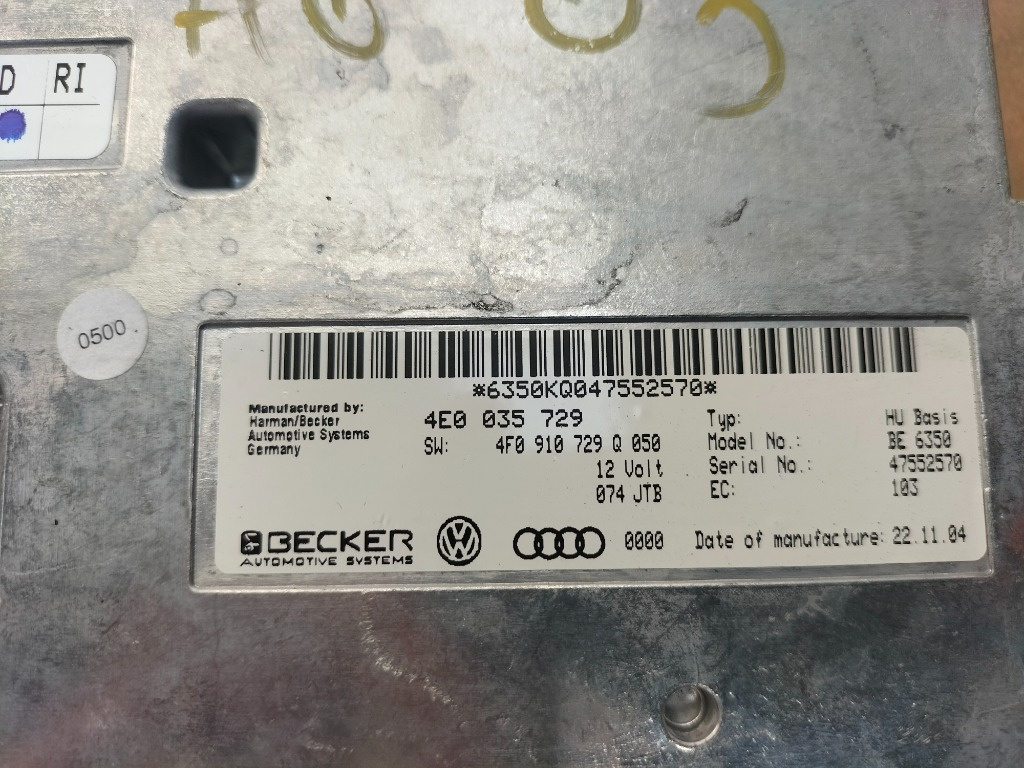 D RI
0500
*6350KQ047552570*
Manufactured by:
Harman/Becker
Automotive Systems
Germany
4E0 035 729
SW: 4F0 910 729 Q 050
12 Volt
074 JTB
Typ: HU Basis
Model No.: BE 6350
Serial No.: 47552570
EC: 103
BECKER
AUTOMOTIVE SYSTEMS
0000
Date of manufacture: 22.11.04